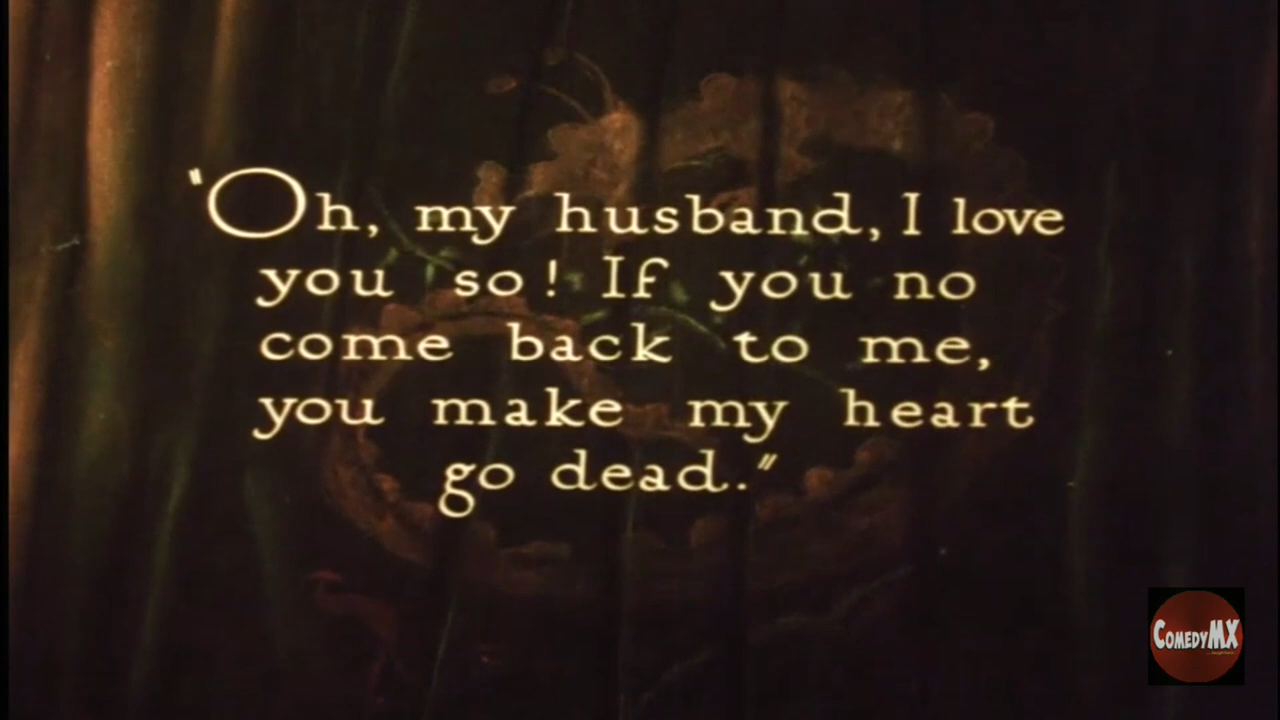 "Oh, my husband, I love
you so! If you no
come back to me,
you make my heart
go dead.."
COMEDYMX